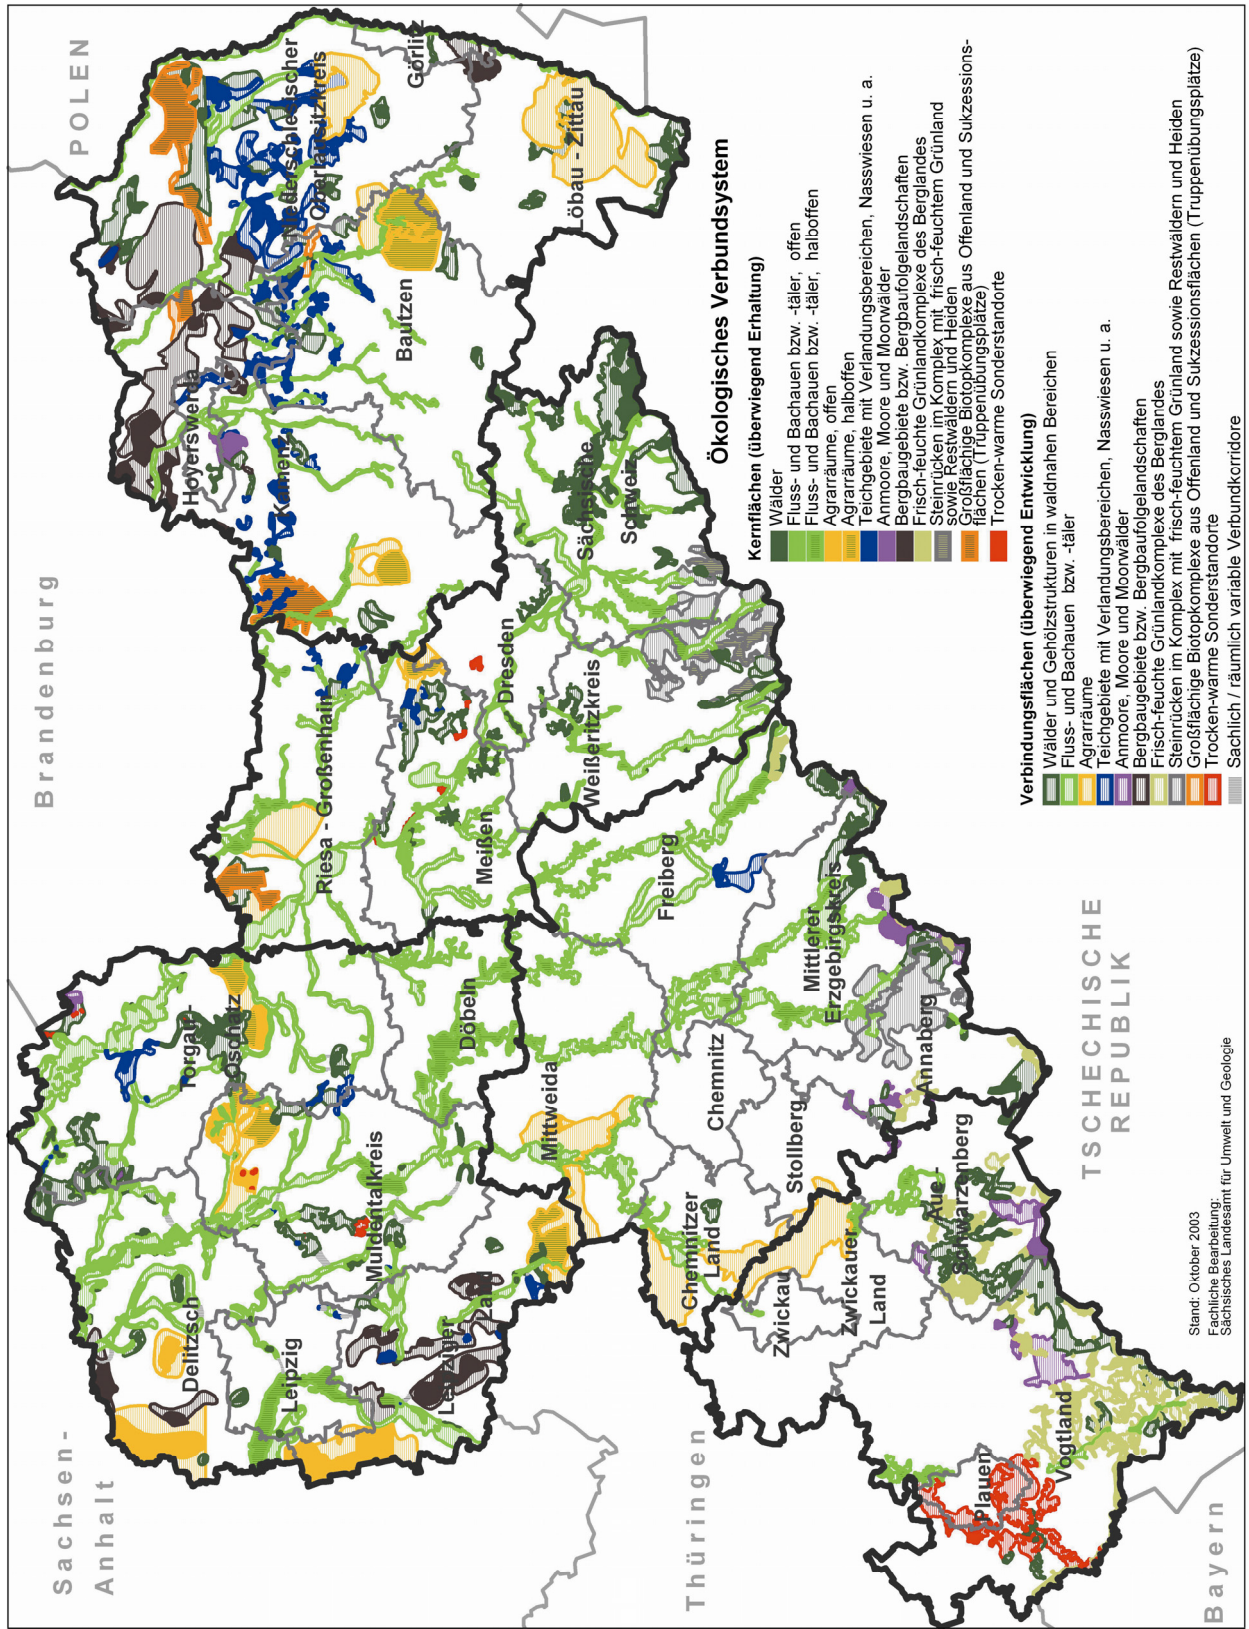 Sachsen-
Anhalt
Brandenburg
POLEN
Thüringen
Bayern
TSCHECHISCHE
REPUBLIK
Delitzsch
Leipzig
Leipziger
Land
Muldentalkreis
Torgau-
Oschatz
Döbeln
Riesa - Großenhain
Meißen
Dresden
Weißeritzkreis
Sächsische
Schweiz
Kamenz
Hoyerswerda
Bautzen
Niederschlesischer
Oberlausitzkreis
Görlitz
Löbau - Zittau
Mittweida
Freiberg
Chemnitz
Chemnitzer
Land
Stollberg
Mittlerer
Erzgebirgskreis
Annaberg
Aue -
Schwarzenberg
Zwickau
Zwickauer
Land
Plauen
Vogtland
Ökologisches Verbundsystem
Kernflächen (überwiegend Erhaltung)
Wälder
Fluss- und Bachauen bzw. -täler, offen
Fluss- und Bachauen bzw. -täler, halboffen
Agrarräume, offen
Agrarräume, halboffen
Teichgebiete mit Verlandungsbereichen, Nasswiesen u. a.
Anmoore, Moore und Moorwälder
Bergbaugebiete bzw. Bergbaufolgelandschaften
Frisch-feuchte Grünlandkomplexe des Berglandes
Steinrücken im Komplex mit frisch-feuchtem Grünland
sowie Restwäldern und Heiden
Großflächige Biotopkomplexe aus Offenland und Sukzessions-
flächen (Truppenübungsplätze)
Trocken-warme Sonderstandorte
Verbindungsflächen (überwiegend Entwicklung)
Wälder und Gehölzstrukturen in waldnahen Bereichen
Fluss- und Bachauen bzw. -täler
Agrarräume
Teichgebiete mit Verlandungsbereichen, Nasswiesen u. a.
Anmoore, Moore und Moorwälder
Bergbaugebiete bzw. Bergbaufolgelandschaften
Frisch-feuchte Grünlandkomplexe des Berglandes
Steinrücken im Komplex mit frisch-feuchtem Grünland sowie Restwäldern und Heiden
Großflächige Biotopkomplexe aus Offenland und Sukzessionsflächen (Truppenübungsplätze)
Trocken-warme Sonderstandorte
Sachlich / räumlich variable Verbundkorridore
Stand: Oktober 2003
Fachliche Bearbeitung:
Sächsisches Landesamt für Umwelt und Geologie